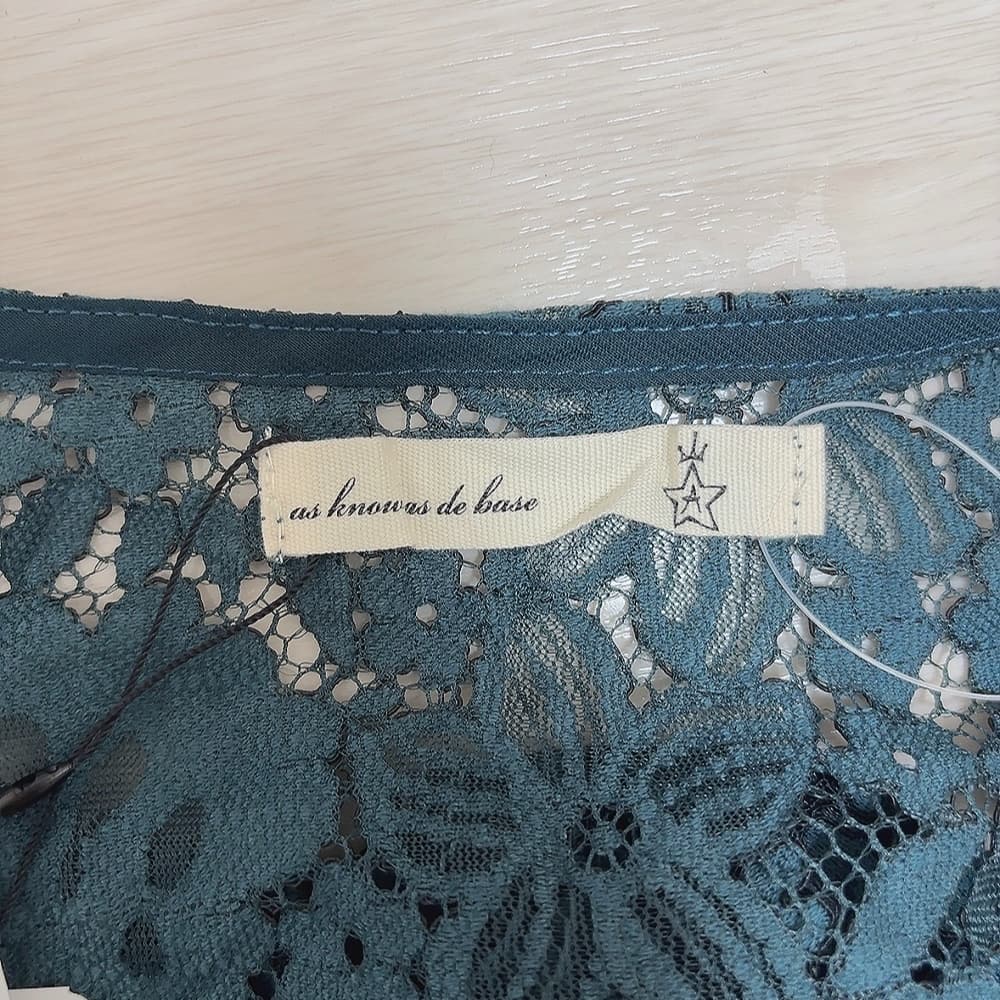 as knowas de base
A